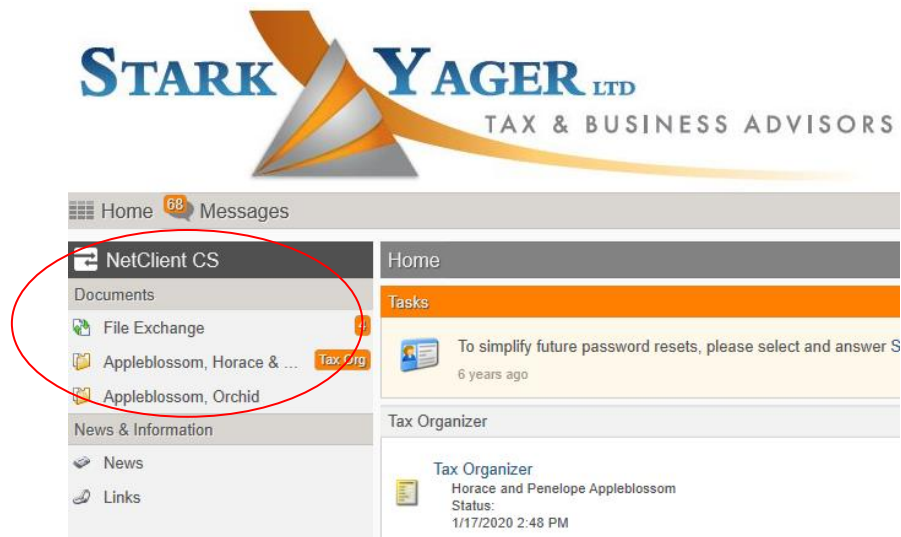 STARK YAGER LTD
TAX & BUSINESS ADVISORS
Home 68 Messages
NetClient CS
Documents
File Exchange 4
Appleblossom, Horace & ... Tax Org
Appleblossom, Orchid
News & Information
News
Links
Home
Tasks
To simplify future password resets, please select and answer S
6 years ago
Tax Organizer
Tax Organizer
Horace and Penelope Appleblossom
Status:
1/17/2020 2:48 PM